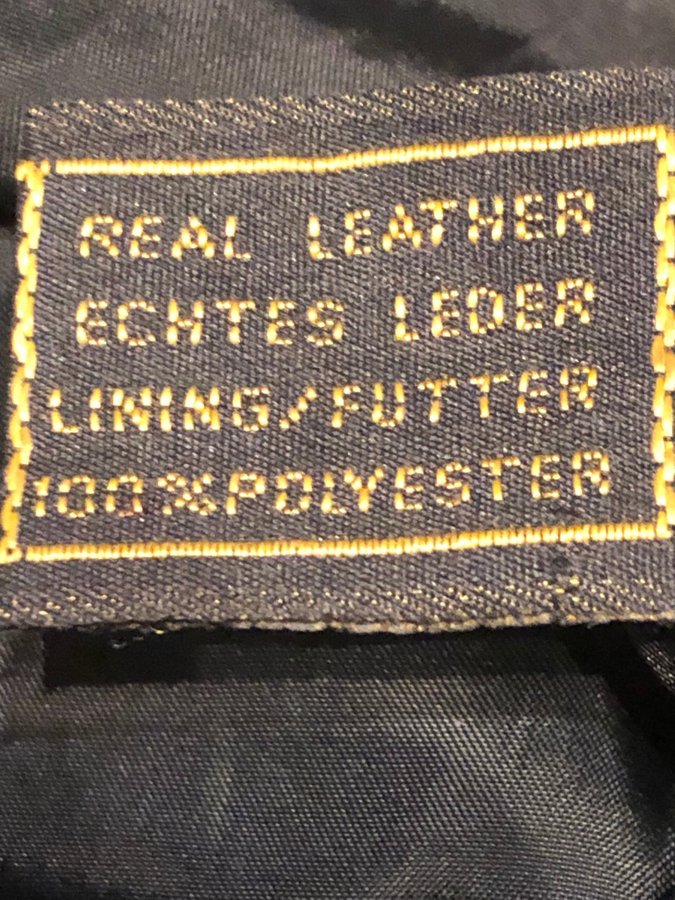 REAL LEATHER
ECHTES LEDER
LINING/FUTTER
100%POLYESTER